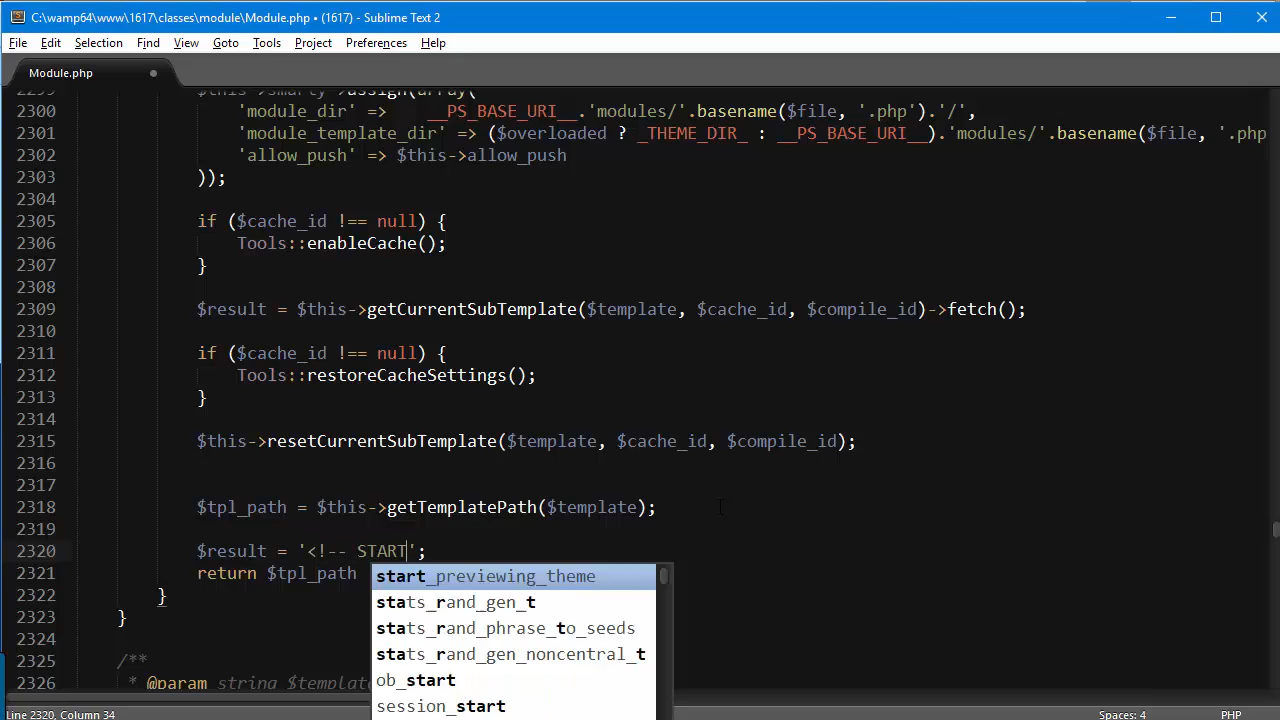 C:\wamp64\www\1617\classes\module\Module.php • (1617) - Sublime Text 2
File Edit Selection Find View Goto Tools Project Preferences Help
Module.php
2299 $this->smarty->assign(array(
2300 'module_dir' => __PS_BASE_URI__.'modules/'.basename($file, '.php').'/',
2301 'module_template_dir' => ($overloaded ? _THEME_DIR_ : __PS_BASE_URI__).'modules/'.basename($file, '.php
2302 'allow_push' => $this->allow_push
2303 ));
2304
2305 if ($cache_id !== null) {
2306 Tools::enableCache();
2307 }
2308
2309 $result = $this->getCurrentSubTemplate($template, $cache_id, $compile_id)->fetch();
2310
2311 if ($cache_id !== null) {
2312 Tools::restoreCacheSettings();
2313 }
2314
2315 $this->resetCurrentSubTemplate($template, $cache_id, $compile_id);
2316
2317
2318 $tpl_path = $this->getTemplatePath($template);
2319
2320 $result = '<!-- START';
2321 return $tpl_path
2322 }
2323 }
2324
2325 /**
2326 * @param string $template
start_previewing_theme
stats_rand_gen_t
stats_rand_phrase_to_seeds
stats_rand_gen_noncentral_t
ob_start
session_start
Line 2320, Column 34 Spaces: 4 PHP